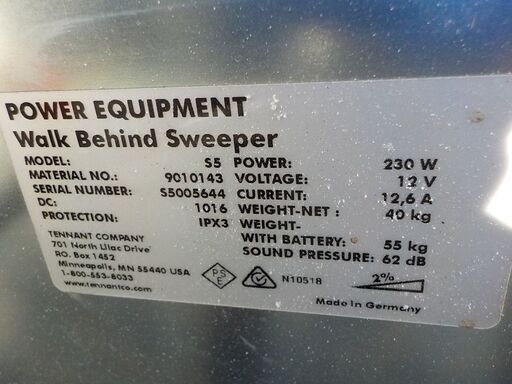 POWER EQUIPMENT
Walk Behind Sweeper
MODEL: S5 POWER: 230 W
MATERIAL NO.: 9010143 VOLTAGE: 12 V
SERIAL NUMBER: S5005644 CURRENT: 12,6 A
DC: 1016 WEIGHT-NET : 40 kg
PROTECTION: IPX3 WEIGHT-
WITH BATTERY: 55 kg
SOUND PRESSURE: 62 dB
TENNANT COMPANY
701 North Lilac Drive
P.O. Box 1452
Minneapolis, MN 55440 USA
1-800-553-8033
www.tennantco.com
P S E
N10518
2%
Made in Germany